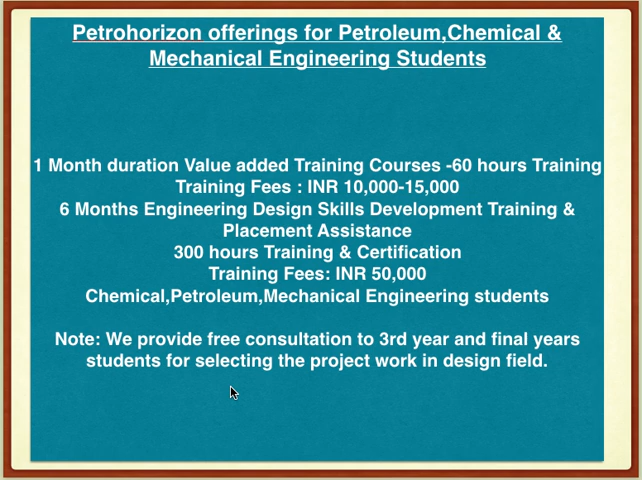 Petrohorizon offerings for Petroleum,Chemical &
Mechanical Engineering Students
1 Month duration Value added Training Courses -60 hours Training
Training Fees : INR 10,000-15,000
6 Months Engineering Design Skills Development Training &
Placement Assistance
300 hours Training & Certification
Training Fees: INR 50,000
Chemical,Petroleum,Mechanical Engineering students
Note: We provide free consultation to 3rd year and final years
students for selecting the project work in design field.